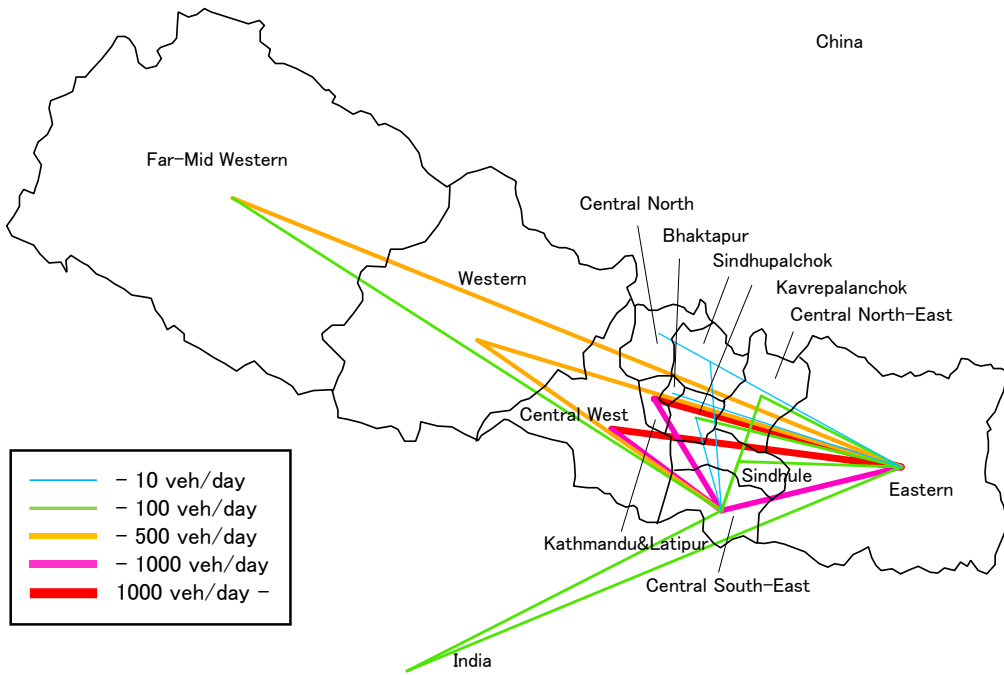 China
Far-Mid Western
Central North
Bhaktapur
Sindhupalchok
Western
Kavrepalanchok
Central North-East
Central West
Sindhule
Eastern
Kathmandu&Latipur
Central South-East
India
- 10 veh/day
- 100 veh/day
- 500 veh/day
- 1000 veh/day
1000 veh/day -